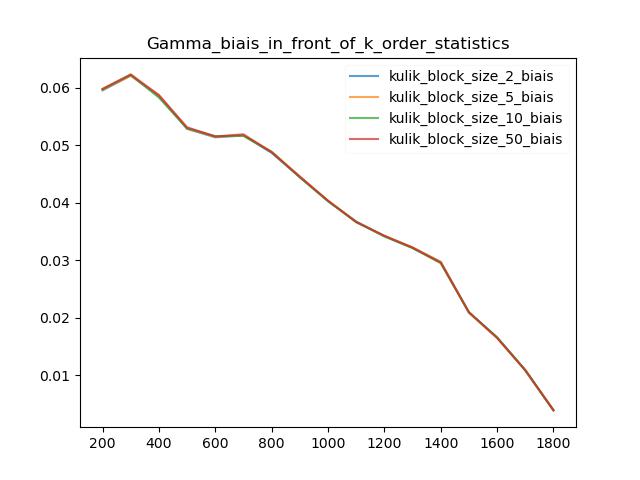 Gamma_biais_in_front_of_k_order_statistics
kulik_block_size_2_biais
kulik_block_size_5_biais
kulik_block_size_10_biais
kulik_block_size_50_biais
0.06
0.05
0.04
0.03
0.02
0.01
200 400 600 800 1000 1200 1400 1600 1800